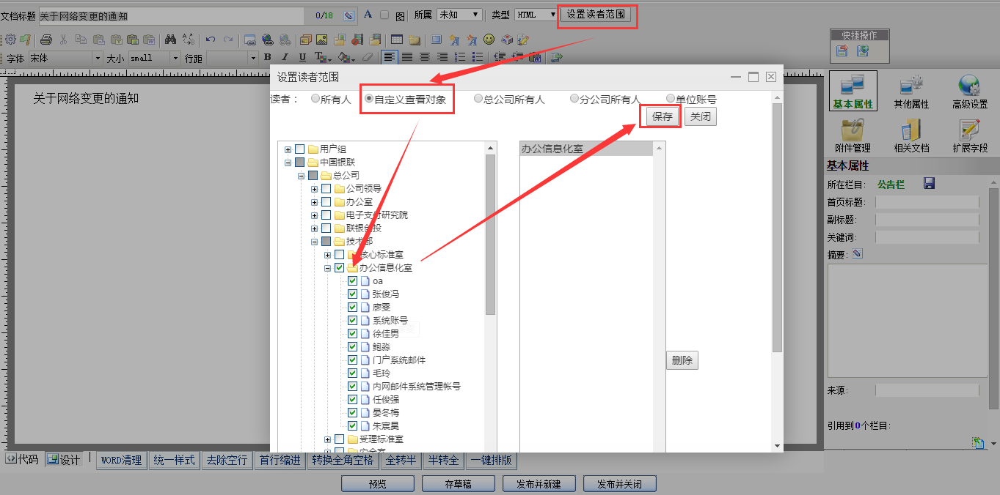 文档标题 关于网络变更的通知 0/18 A 图 所属 未知 类型 HTML 设置读者范围
字体 宋体 大小 small 行距 B I U
快捷操作
设置读者范围
读者： 所有人 自定义查看对象 总公司所有人 分公司所有人 单位账号
保存 关闭
关于网络变更的通知
用户组
中国银联
总公司
公司领导
办公室
电子支付研究院
联银创投
技术部
核心标准室
办公信息化室
oa
张俊冯
廖雯
系统账号
徐佳男
鲍淼
门户系统邮件
毛玲
内网邮件系统管理帐号
任俊强
晏冬梅
朱宸昊
受理标准室
安全室
办公信息化室
删除
基本属性 其他属性 高级设置
附件管理 相关文档 扩展字段
基本属性
所在栏目: 公告栏
首页标题:
副标题:
关键词:
摘要:
来源:
引用到0个栏目:
代码 设计 WORD清理 统一样式 去除空行 首行缩进 转换全角空格 全转半 半转全 一键排版
预览 存草稿 发布并新建 发布并关闭